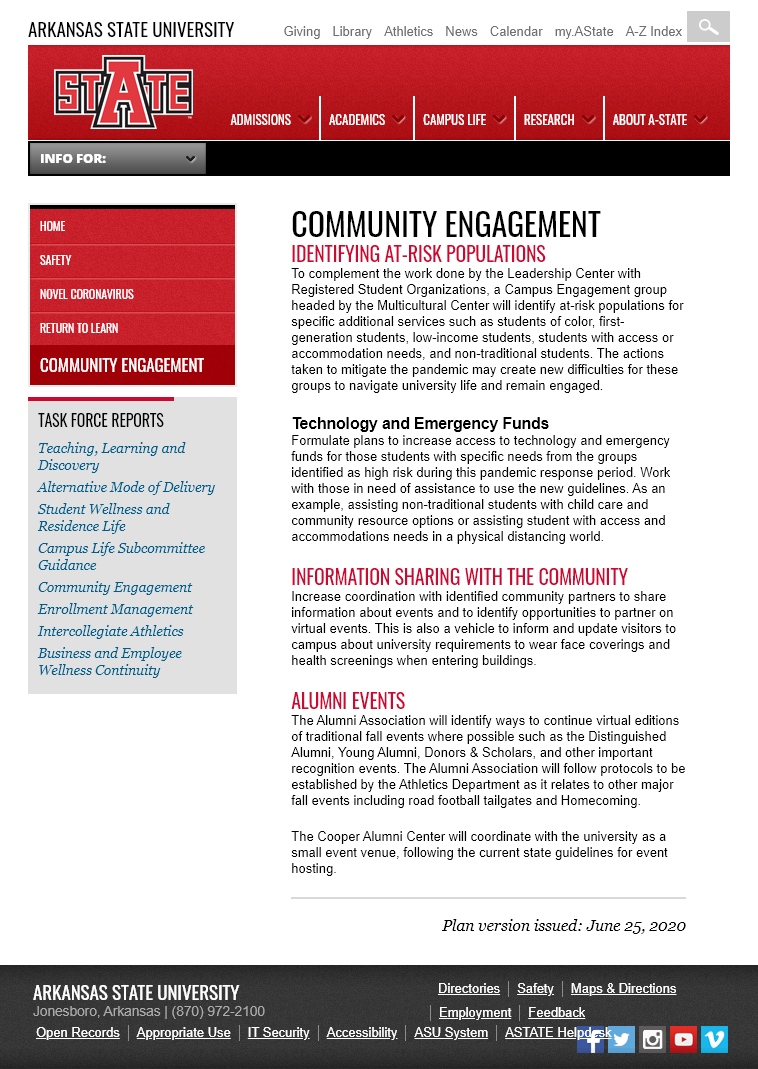 ARKANSAS STATE UNIVERSITY
Giving Library Athletics News Calendar my.AState A-Z Index
STATE
ADMISSIONS ACADEMICS CAMPUS LIFE RESEARCH ABOUT A-STATE
INFO FOR:
HOME
SAFETY
NOVEL CORONAVIRUS
RETURN TO LEARN
COMMUNITY ENGAGEMENT
TASK FORCE REPORTS
Teaching, Learning and
Discovery
Alternative Mode of Delivery
Student Wellness and
Residence Life
Campus Life Subcommittee
Guidance
Community Engagement
Enrollment Management
Intercollegiate Athletics
Business and Employee
Wellness Continuity
COMMUNITY ENGAGEMENT
IDENTIFYING AT-RISK POPULATIONS
To complement the work done by the Leadership Center with
Registered Student Organizations, a Campus Engagement group
headed by the Multicultural Center will identify at-risk populations for
specific additional services such as students of color, first-
generation students, low-income students, students with access or
accommodation needs, and non-traditional students. The actions
taken to mitigate the pandemic may create new difficulties for these
groups to navigate university life and remain engaged.
Technology and Emergency Funds
Formulate plans to increase access to technology and emergency
funds for those students with specific needs from the groups
identified as high risk during this pandemic response period. Work
with those in need of assistance to use the new guidelines. As an
example, assisting non-traditional students with child care and
community resource options or assisting student with access and
accommodations needs in a physical distancing world.
INFORMATION SHARING WITH THE COMMUNITY
Increase coordination with identified community partners to share
information about events and to identify opportunities to partner on
virtual events. This is also a vehicle to inform and update visitors to
campus about university requirements to wear face coverings and
health screenings when entering buildings.
ALUMNI EVENTS
The Alumni Association will identify ways to continue virtual editions
of traditional fall events where possible such as the Distinguished
Alumni, Young Alumni, Donors & Scholars, and other important
recognition events. The Alumni Association will follow protocols to be
established by the Athletics Department as it relates to other major
fall events including road football tailgates and Homecoming.
The Cooper Alumni Center will coordinate with the university as a
small event venue, following the current state guidelines for event
hosting.
Plan version issued: June 25, 2020
ARKANSAS STATE UNIVERSITY
Jonesboro, Arkansas | (870) 972-2100
Directories Safety Maps & Directions
Employment Feedback
Open Records Appropriate Use IT Security Accessibility ASU System ASTATE Helpdesk